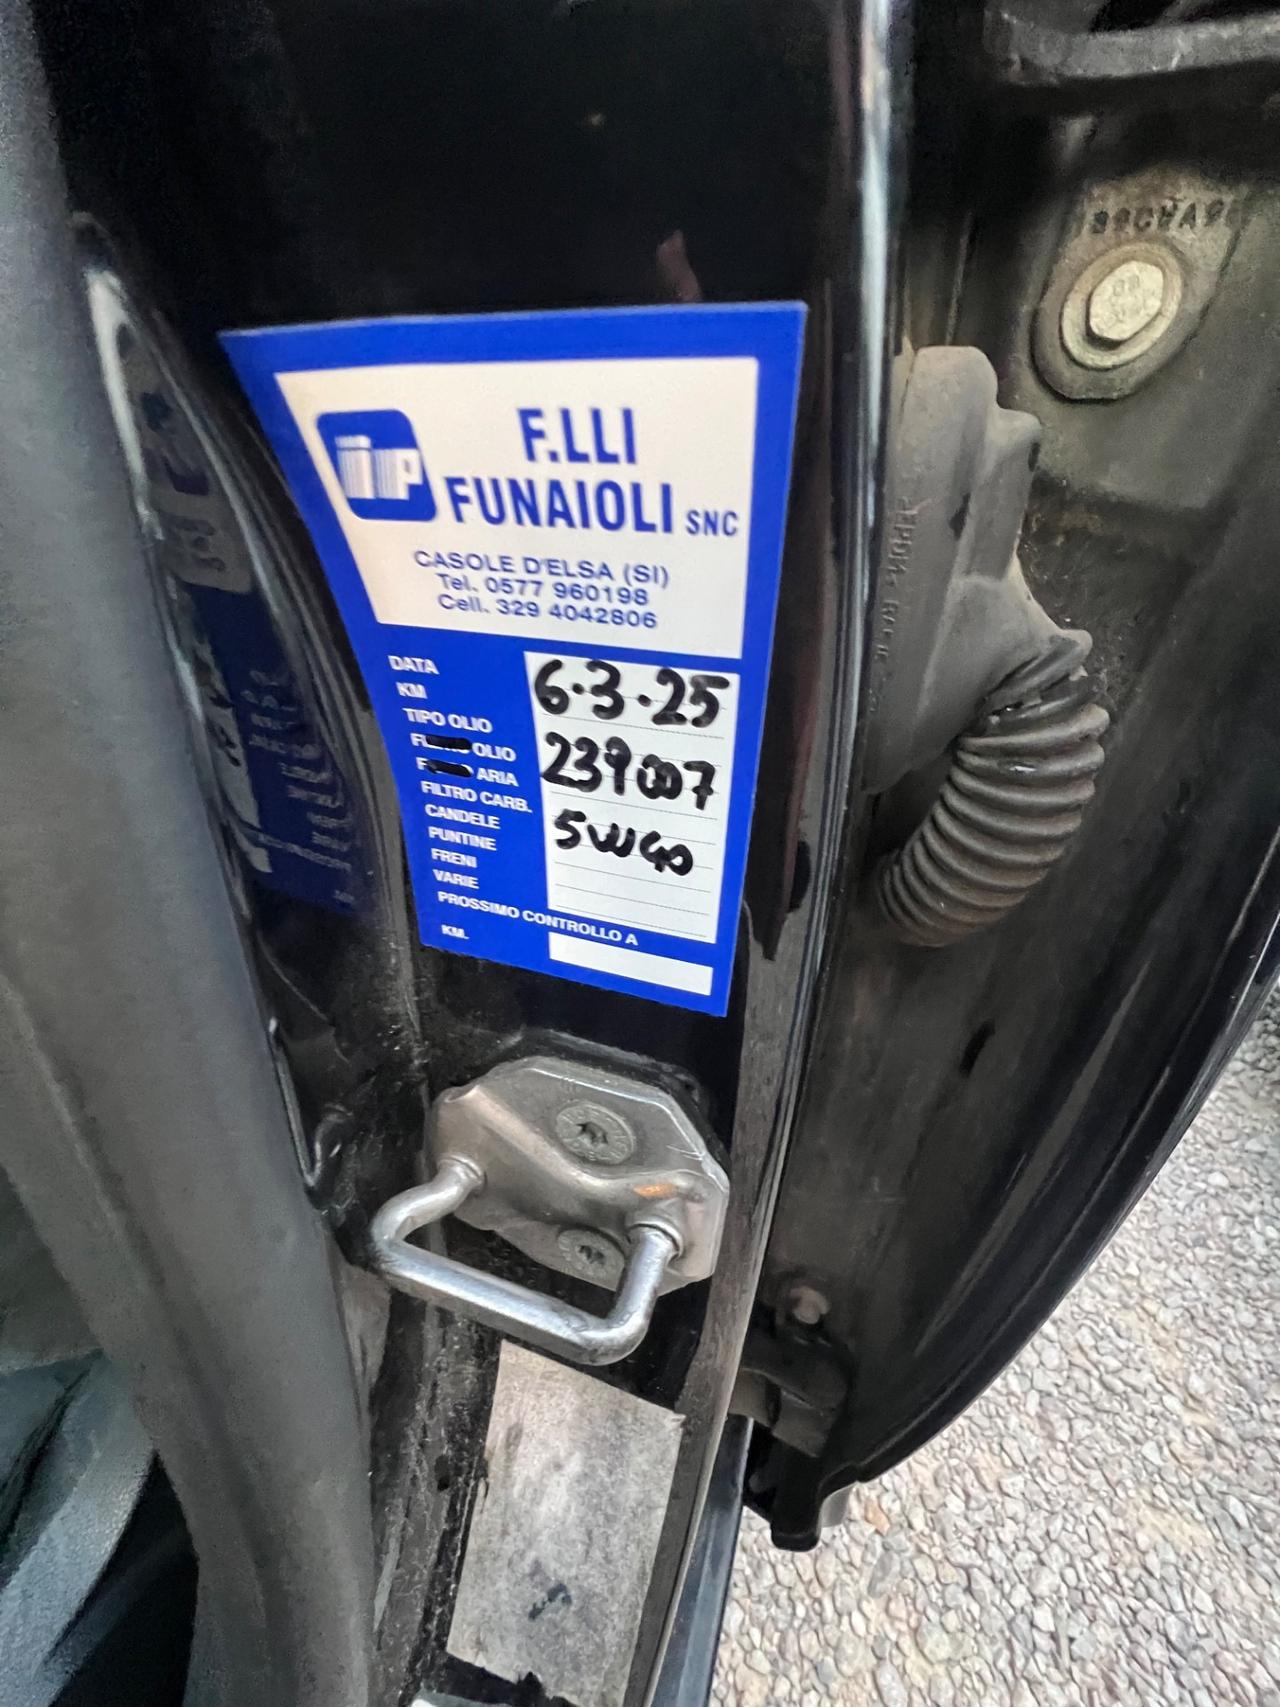 IP
F.LLI
FUNAIOLI SNC
CASOLE D'ELSA (SI)
Tel. 0577 960198
Cell. 329 4042806
DATA 6.3.25
KM 239007
TIPO OLIO 5W40
OLIO
ARIA
FILTRO CARB.
CANDELE
PUNTINE
FRENI
VARIE
PROSSIMO CONTROLLO A
KM.